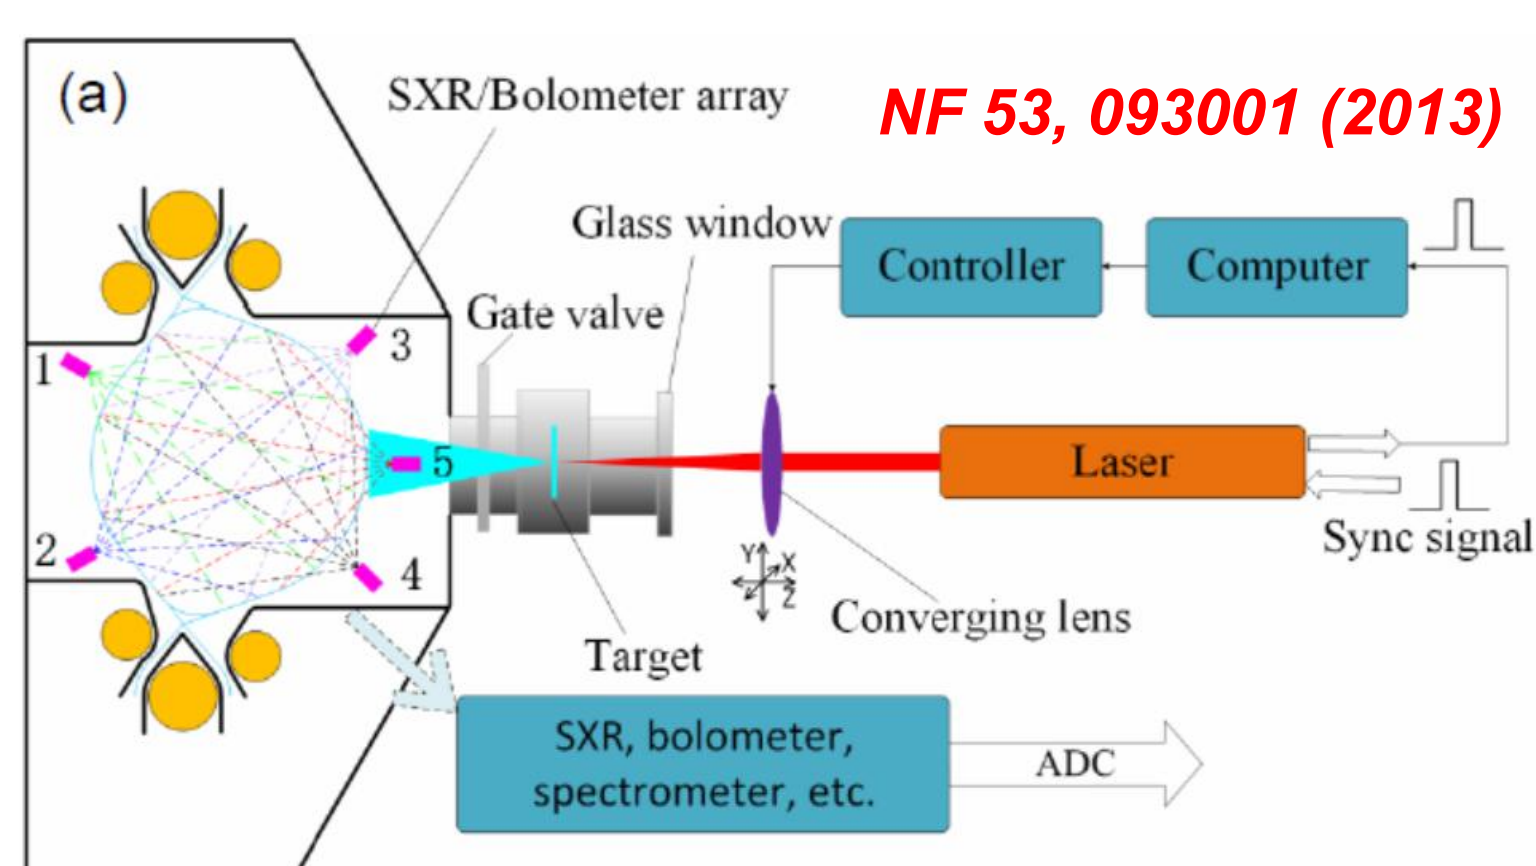 (a)
SXR/Bolometer array
NF 53, 093001 (2013)
Glass window
Gate valve
Controller
Computer
1
3
5
Laser
2
4
Sync signal
Y
X
Z
Converging lens
Target
SXR, bolometer,
spectrometer, etc.
ADC